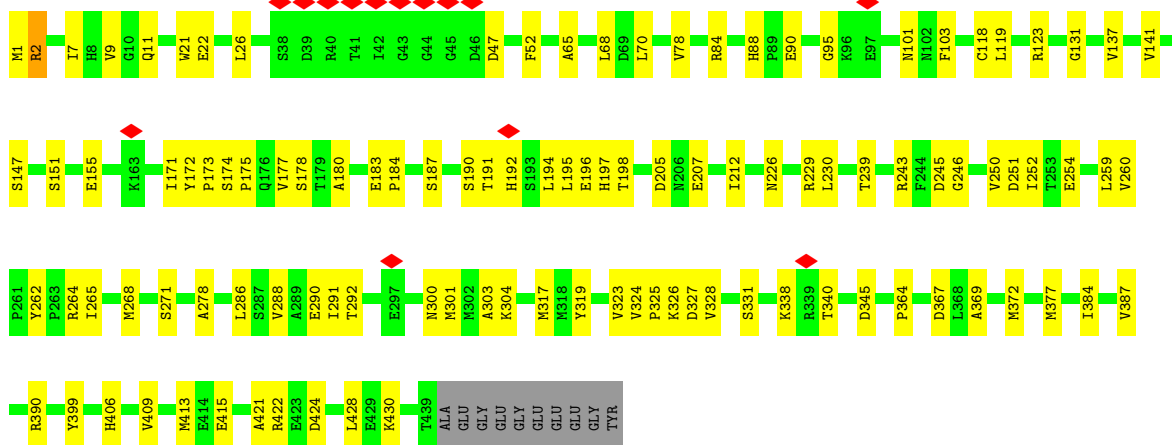 M1 R2 I7 H8 V9 G10 Q11 W21 E22 L26 S38 D39 R40 T41 I42 G43 G44 G45 D46 D47 F52 A65 L68 D69 L70 V78 R84 H88 P89 E90 G95 K96 E97 N101 N102 F103 C118 L119 R123 G131 V137 V141
S147 S151 E155 K163 I171 Y172 P173 S174 P175 Q176 V177 S178 T179 A180 E183 P184 S187 S190 T191 H192 S193 L194 L195 E196 H197 T198 D205 N206 E207 I212 N226 R229 L230 T239 R243 F244 D245 G246 V250 D251 I252 T253 E254 L259 V260
P261 Y262 P263 R264 I265 M268 S271 A278 L286 S287 V288 A289 E290 I291 T292 E297 N300 M301 M302 A303 K304 M317 M318 Y319 V323 V324 P325 K326 D327 V328 S331 K338 R339 T340 D345 P364 D367 L368 A369 M372 M377 I384 V387
R390 Y399 H406 V409 M413 E414 E415 A421 R422 E423 D424 L428 E429 K430 T439 ALA GLU GLY GLU GLY GLU GLU GLU GLY TYR